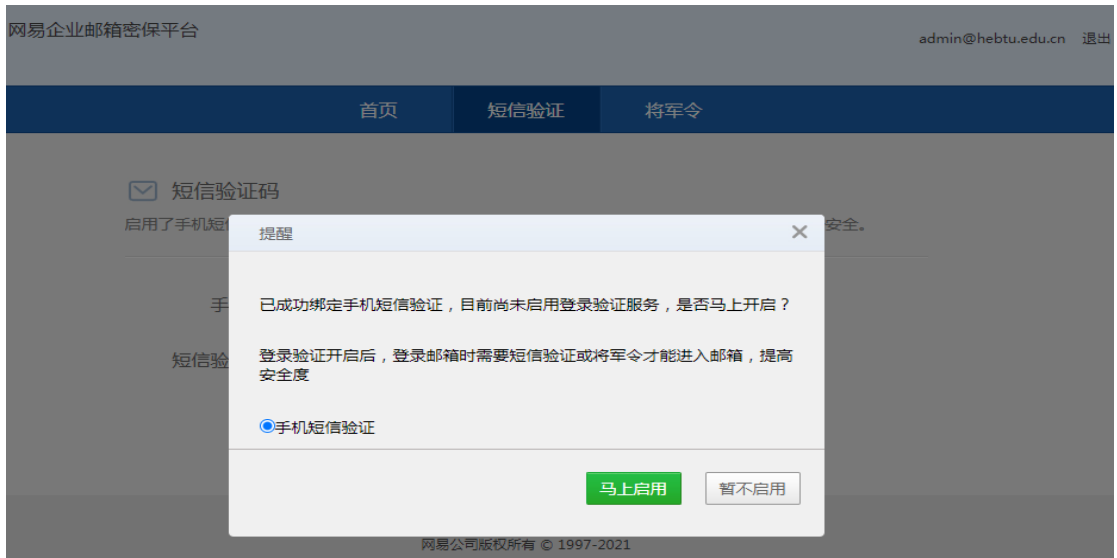 网易企业邮箱密保平台
admin@hebtu.edu.cn 退出
首页 短信验证 将军令
短信验证码
启用了手机短
安全。
提醒
手
已成功绑定手机短信验证，目前尚未启用登录验证服务，是否马上开启？
短信验
登录验证开启后，登录邮箱时需要短信验证或将军令才能进入邮箱，提高
安全度
手机短信验证
马上启用 暂不启用
网易公司版权所有 © 1997-2021